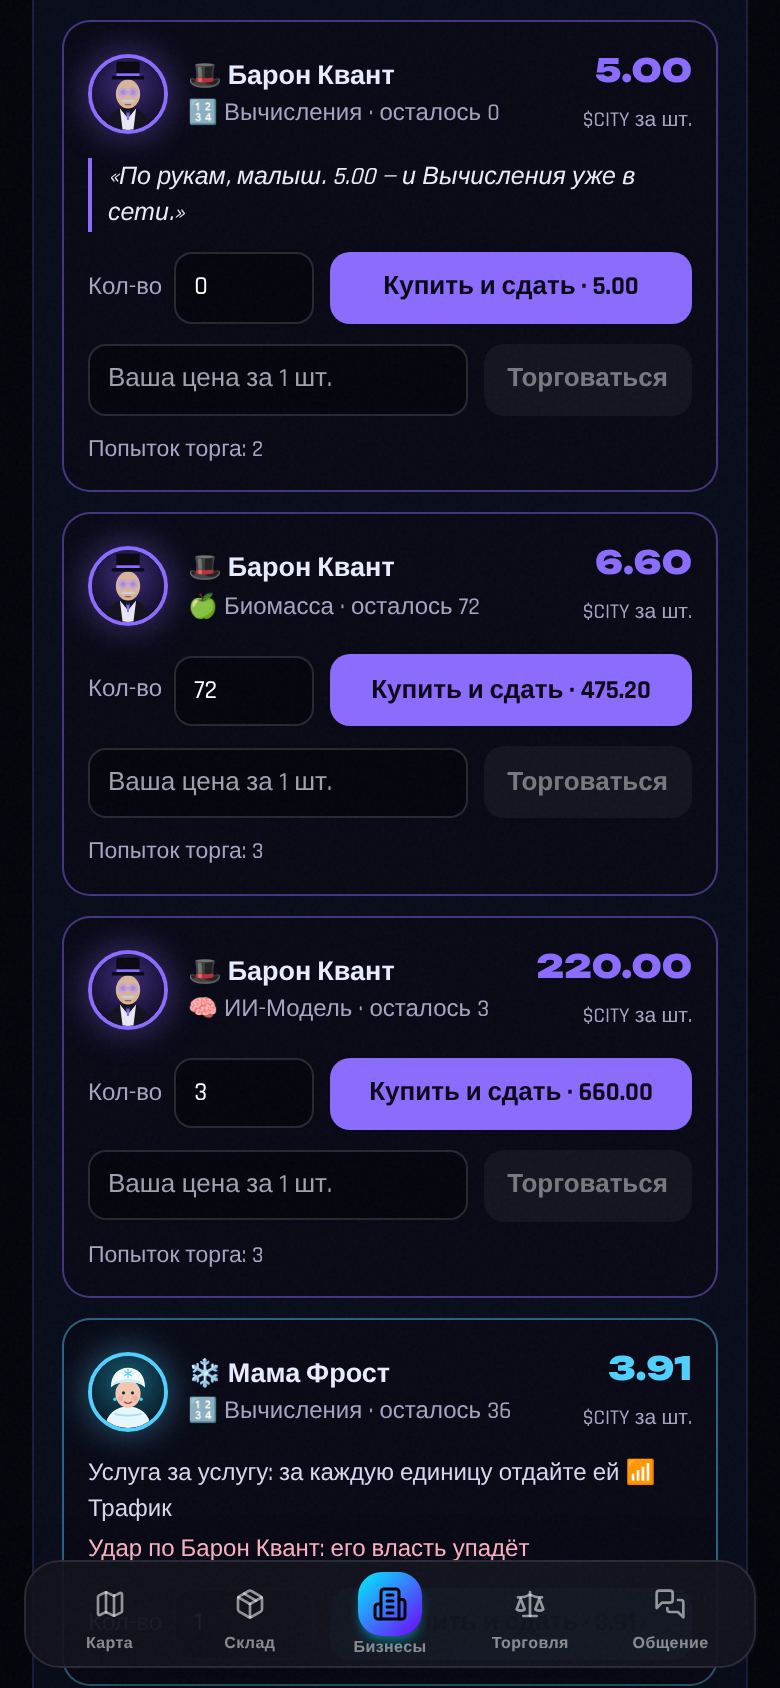 Барон Квант
5.00
Вычисления · осталось 0
$CITY за шт.
«По рукам, малыш. 5.00 – и Вычисления уже в
сети.»
Кол-во 0 Купить и сдать · 5.00
Ваша цена за 1 шт. Торговаться
Попыток торга: 2
Барон Квант
6.60
Биомасса · осталось 72
$CITY за шт.
Кол-во 72 Купить и сдать · 475.20
Ваша цена за 1 шт. Торговаться
Попыток торга: 3
Барон Квант
220.00
ИИ-Модель · осталось 3
$CITY за шт.
Кол-во 3 Купить и сдать · 660.00
Ваша цена за 1 шт. Торговаться
Попыток торга: 3
Мама Фрост
3.91
Вычисления · осталось 36
$CITY за шт.
Услуга за услугу: за каждую единицу отдайте ей
Трафик
Удар по Барон Квант: его власть упадёт
Кол-во 1
Карта Склад Бизнесы Торговля Общение